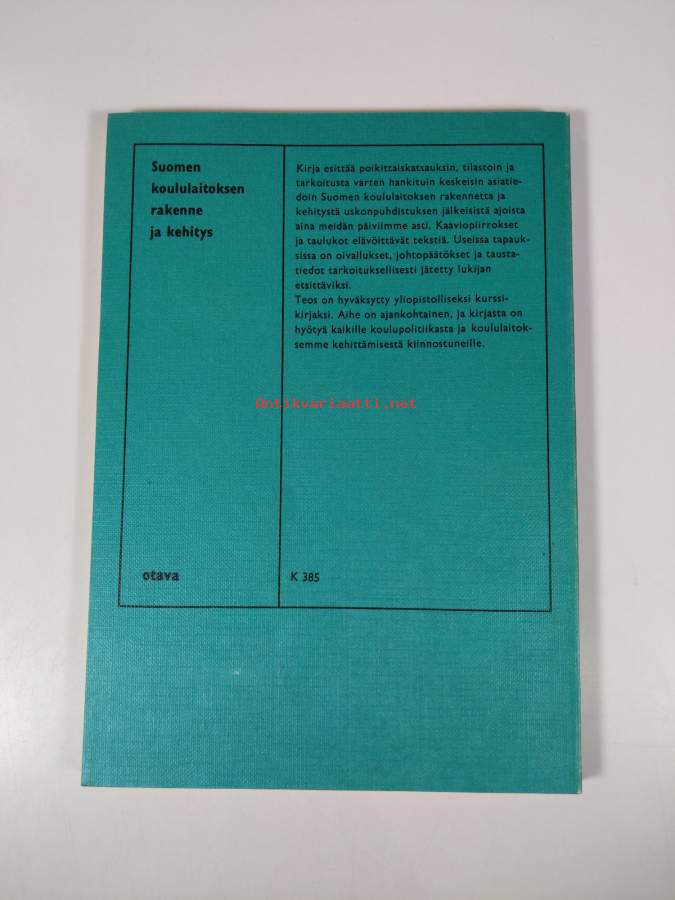 Suomen
koululaitoksen
rakenne
ja kehitys
Kirja esittää poikittaiskatsauksin, tilastoin ja
tarkoitusta varten hankituin keskeisin asiatie-
doin Suomen koululaitoksen rakennetta ja
kehitystä uskonpuhdistuksen jälkeisistä ajoista
aina meidän päiviimme asti. Kaaviopiirrokset
ja taulukot elävöittävät tekstiä. Useissa tapauk-
sissa on oivallukset, johtopäätökset ja tausta-
tiedot tarkoituksellisesti jätetty lukijan
etsittäviksi.
Teos on hyväksytty yliopistolliseksi kurssi-
kirjaksi. Aihe on ajankohtainen, ja kirjasta on
hyötyä kaikille koulupolitiikasta ja koululaitok-
semme kehittämisestä kiinnostuneille.
Antikvariaatti.net
otava
K 385